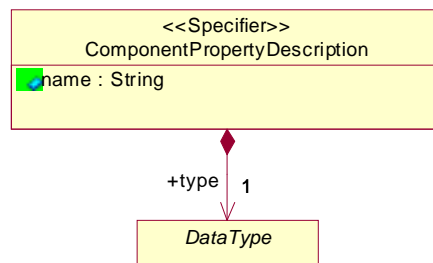 <<Specifier>>
ComponentPropertyDescription
name : String
+type
1
DataType